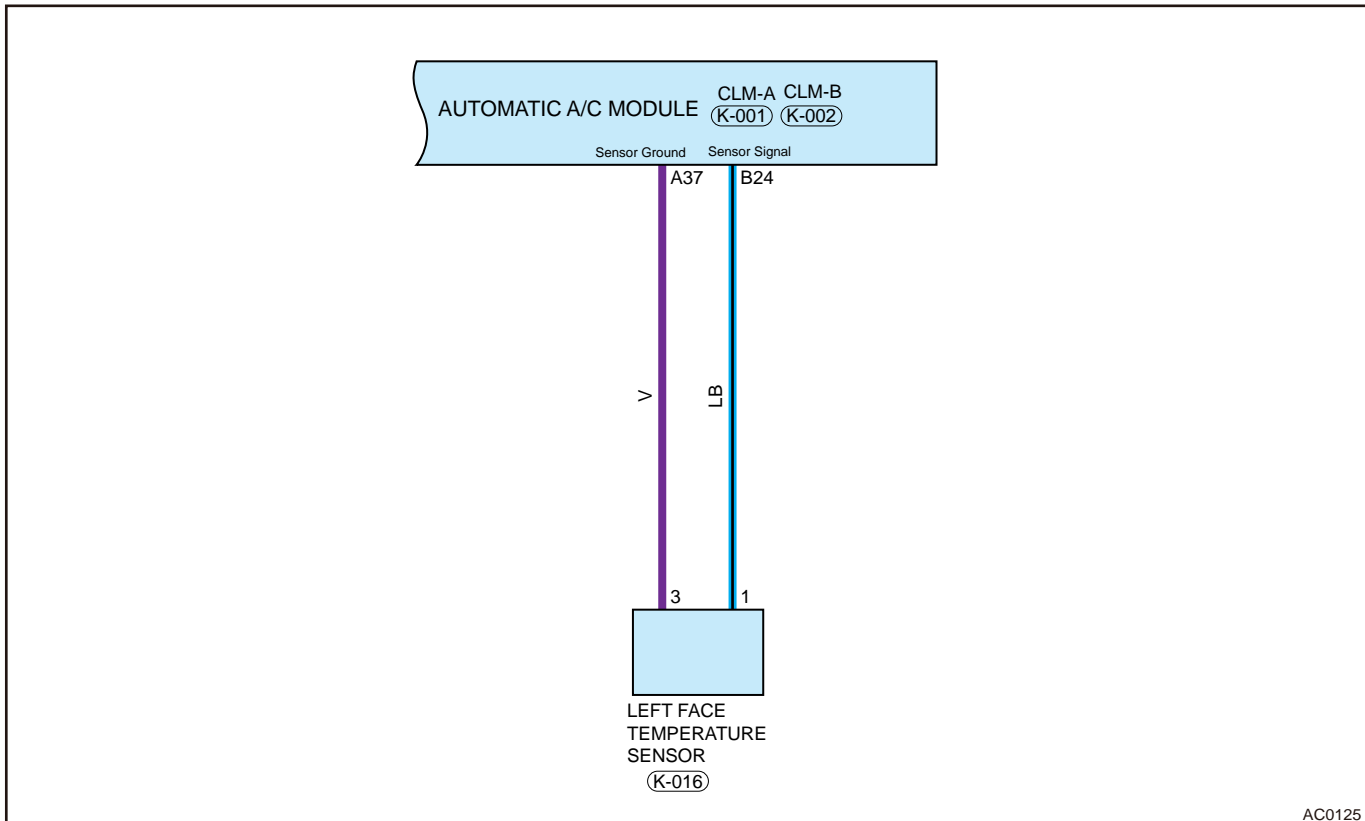 AUTOMATIC A/C MODULE
CLM-A CLM-B
K-001 K-002
Sensor Ground Sensor Signal
A37 B24
V LB
3 1
LEFT FACE
TEMPERATURE
SENSOR
K-016
AC0125